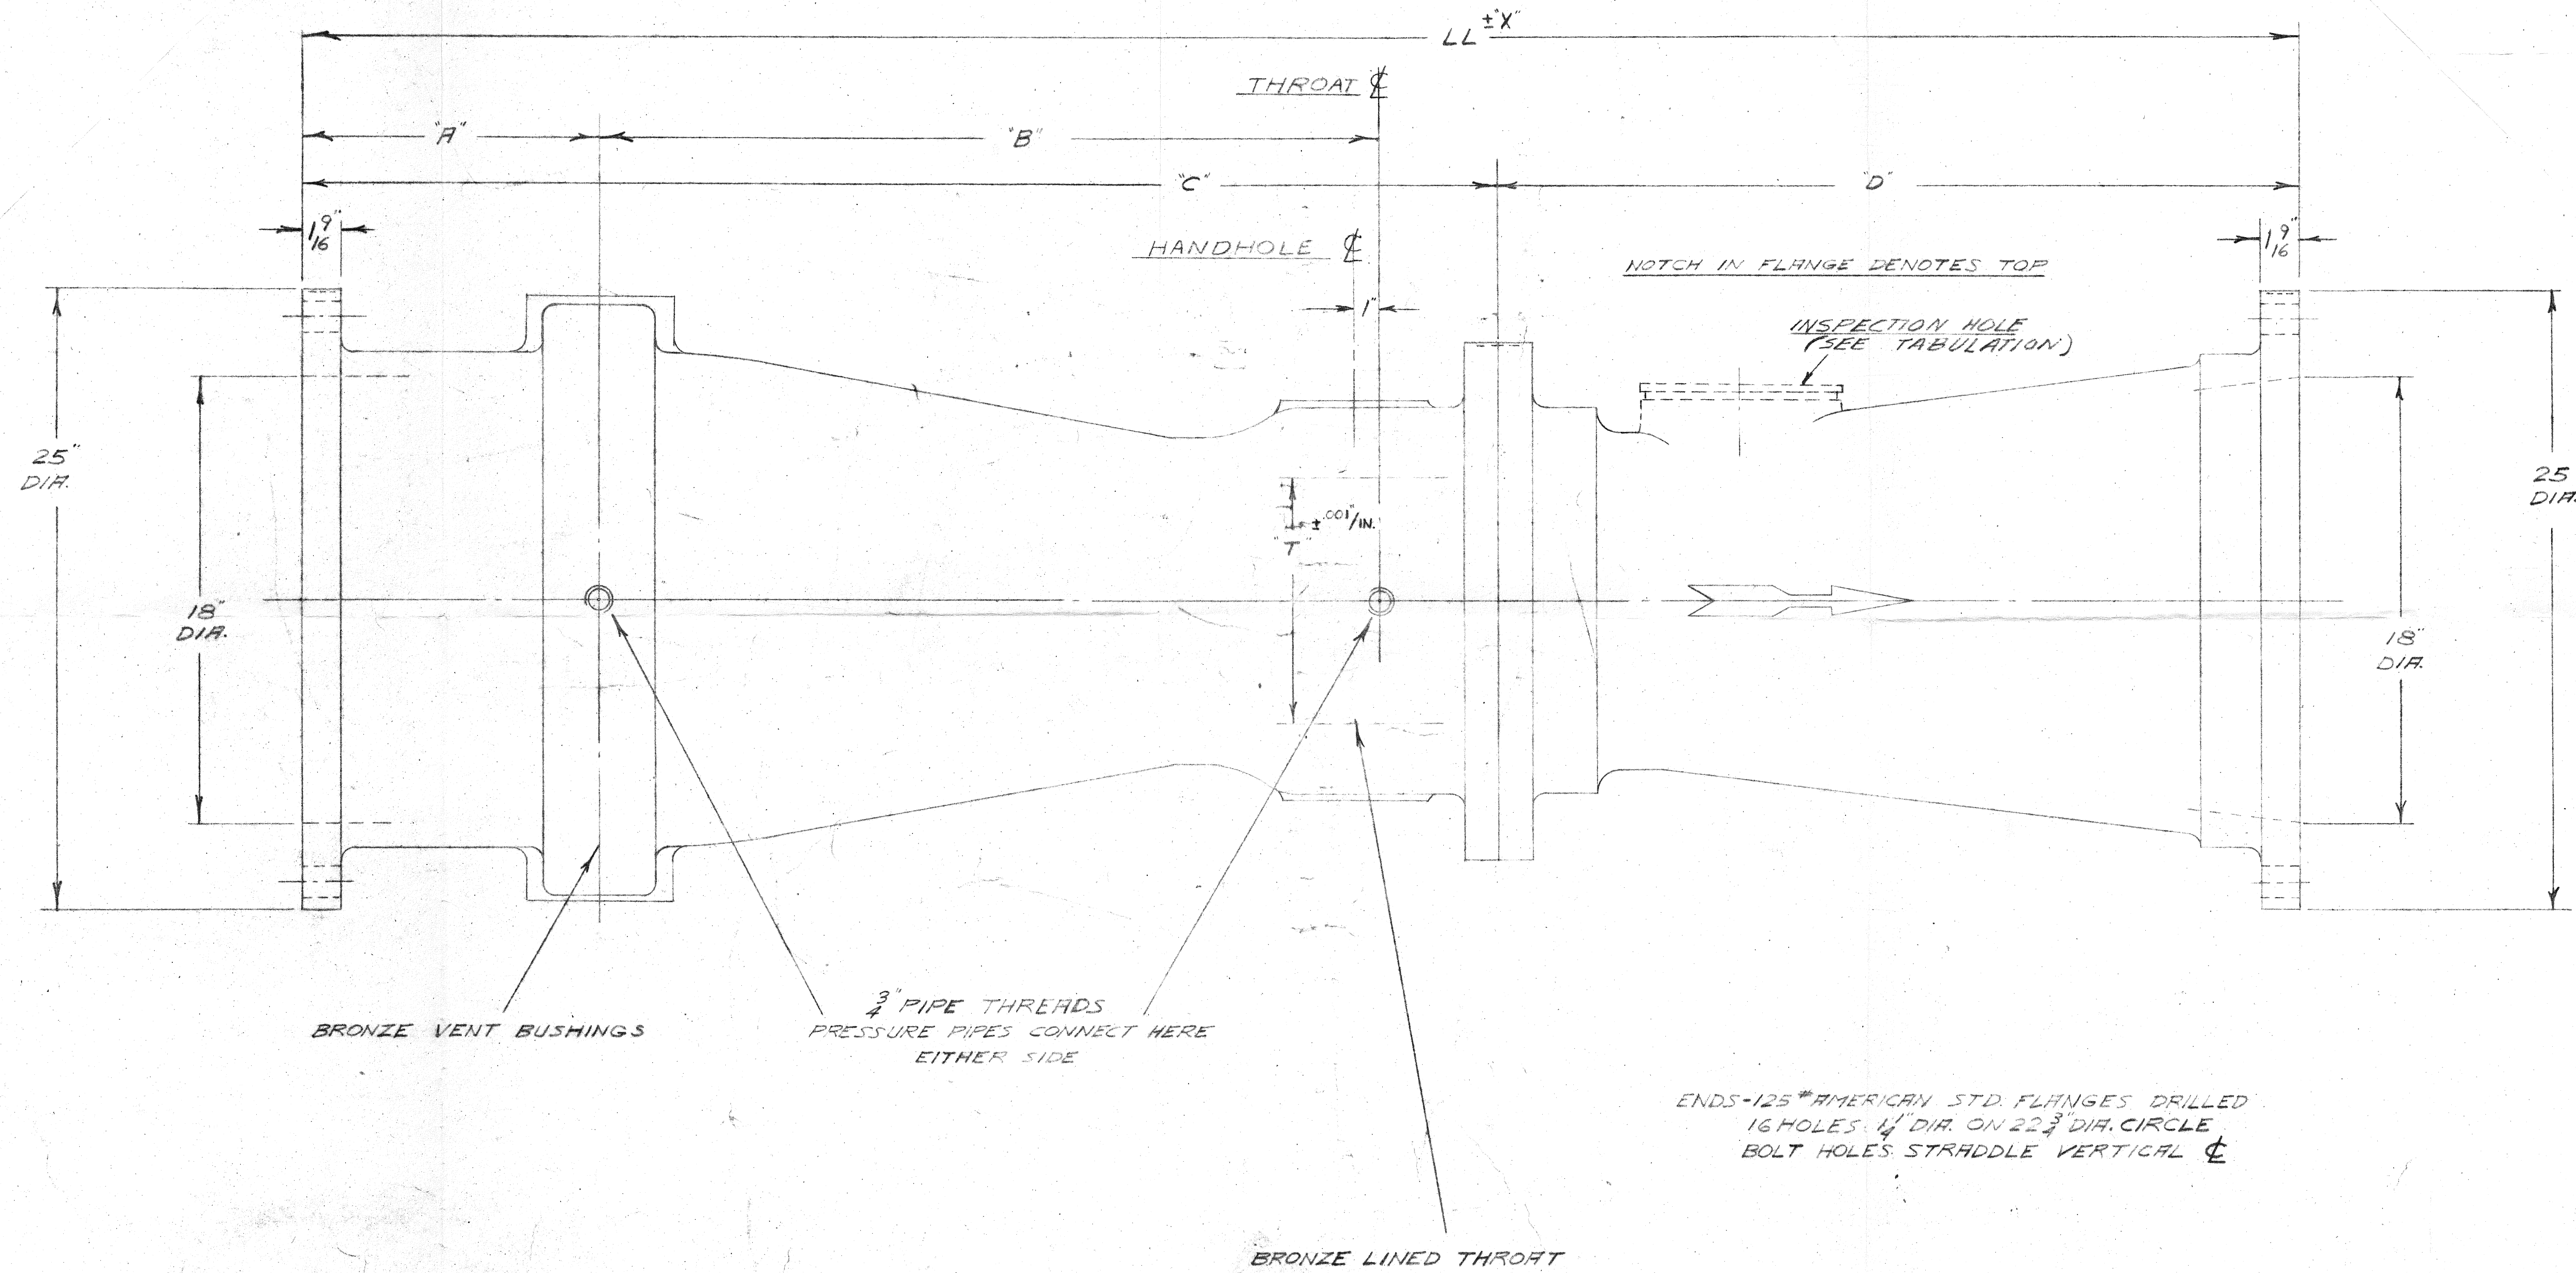 LL ±"X"
THROAT ℄
"A"
"B"
"C"
"D"
1 9/16"
HANDHOLE ℄
1 9/16"
NOTCH IN FLANGE DENOTES TOP
1"
INSPECTION HOLE
(SEE TABULATION)
25"
DIA.
25
DIA.
±.001"/IN.
"T"
18"
DIA.
18"
DIA.
3/4" PIPE THREADS
PRESSURE PIPES CONNECT HERE
EITHER SIDE
BRONZE VENT BUSHINGS
ENDS-125# AMERICAN STD. FLANGES DRILLED
16 HOLES 1 1/4" DIA. ON 22 3/4" DIA. CIRCLE
BOLT HOLES STRADDLE VERTICAL ℄
BRONZE LINED THROAT